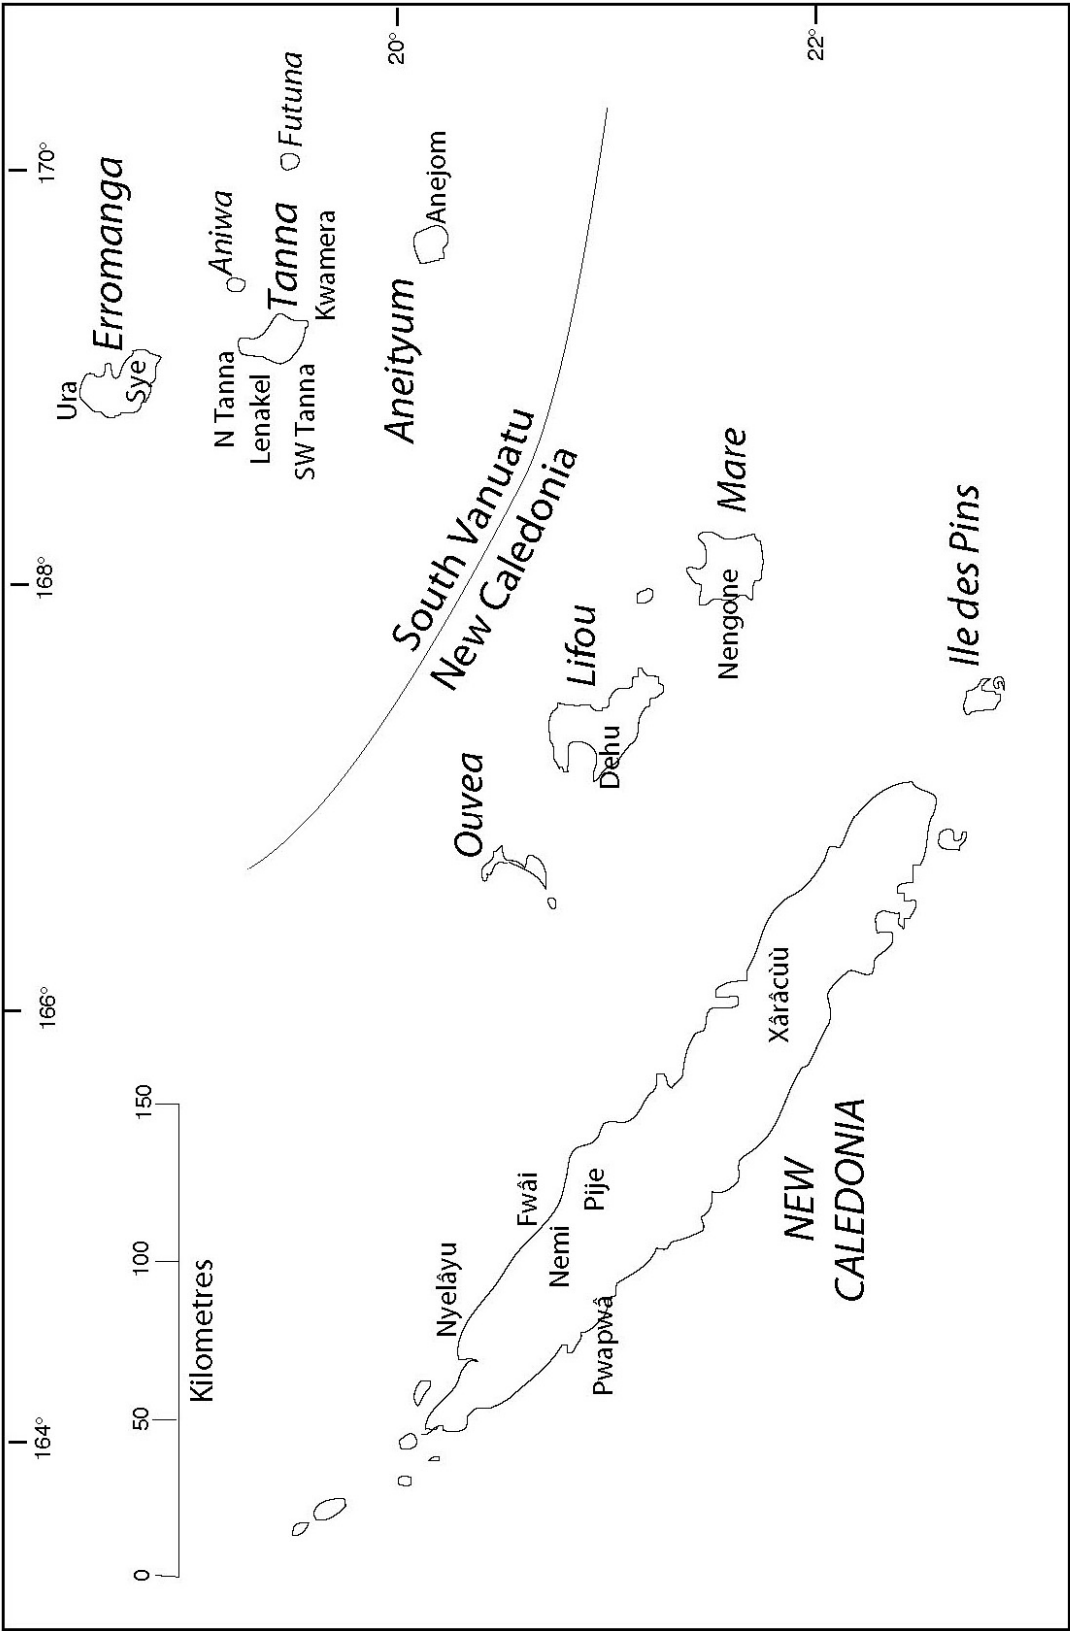 164°
166°
168°
170°
20°
22°
0
50
100
150
Kilometres
Ura
Erromanga
Sye
Aniwa
N Tanna
Lenakel
Tanna
Futuna
SW Tanna
Kwamera
Aneityum
Anejom
South Vanuatu
New Caledonia
Ouvea
Lifou
Dehu
Mare
Nengone
Ile des Pins
Nyelâyu
Fwâi
Nemi
Pije
Pwapwâ
Xârâcùù
NEW
CALEDONIA